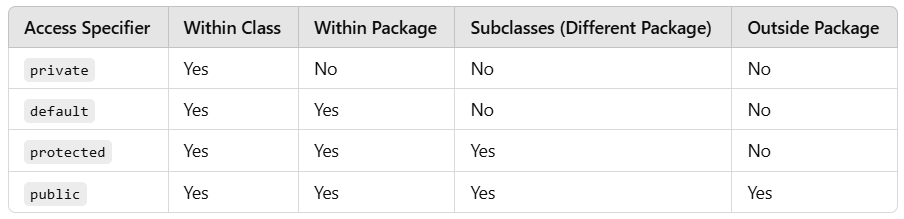 Access Specifier Within Class Within Package Subclasses (Different Package) Outside Package
private Yes No No No
default Yes Yes No No
protected Yes Yes Yes No
public Yes Yes Yes Yes